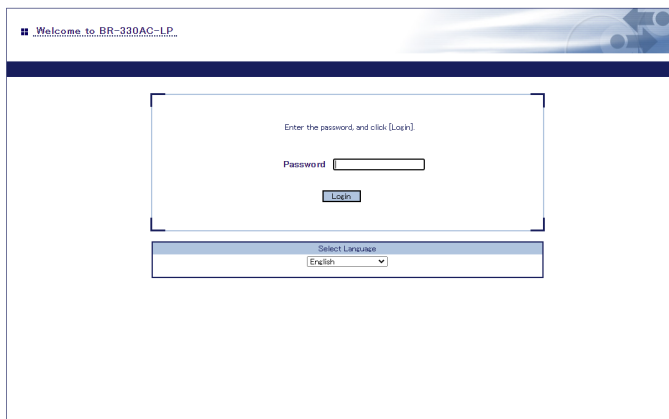 Welcome to BR-330AC-LP
Enter the password, and click [Login].
Password
Login
Select Language
English